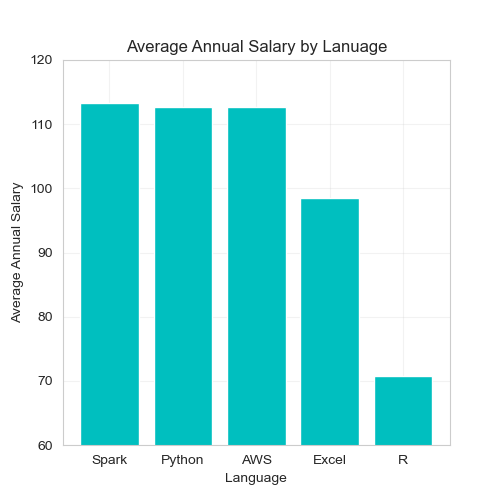 Average Annual Salary by Lanuage
120
110
100
90
80
70
60
Average Annual Salary
Spark Python AWS Excel R
Language